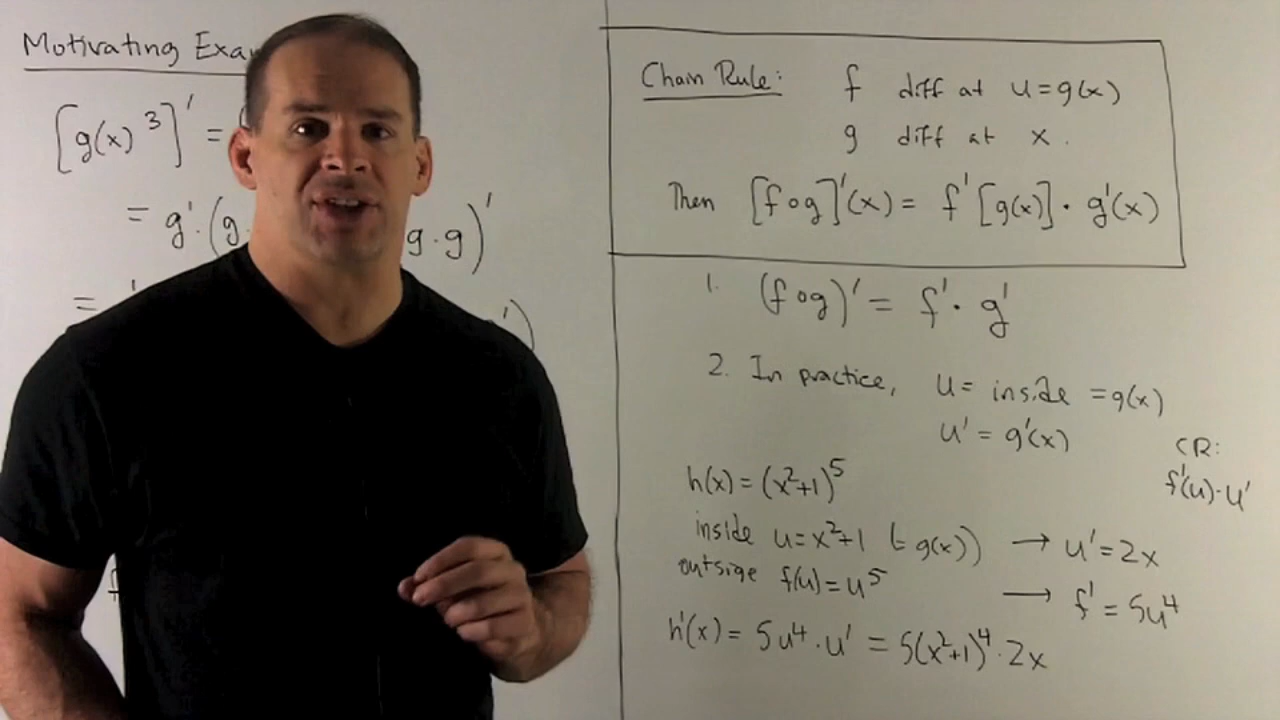 Motivating Exa
[g(x)³]' =
= g'·(g· g·g)'
= ' ')
f
Chain Rule: f diff at u=g(x)
g diff at x.
Then [f∘g]'(x) = f'[g(x)]·g'(x)
1. (f∘g)' = f'·g'
2. In practice, u = inside = g(x)
u' = g'(x)
CR:
f'(u)·u'
h(x) = (x²+1)⁵
inside u=x²+1 (=g(x)) → u'=2x
outside f(u)=u⁵ → f' = 5u⁴
h'(x) = 5u⁴·u' = 5(x²+1)⁴·2x